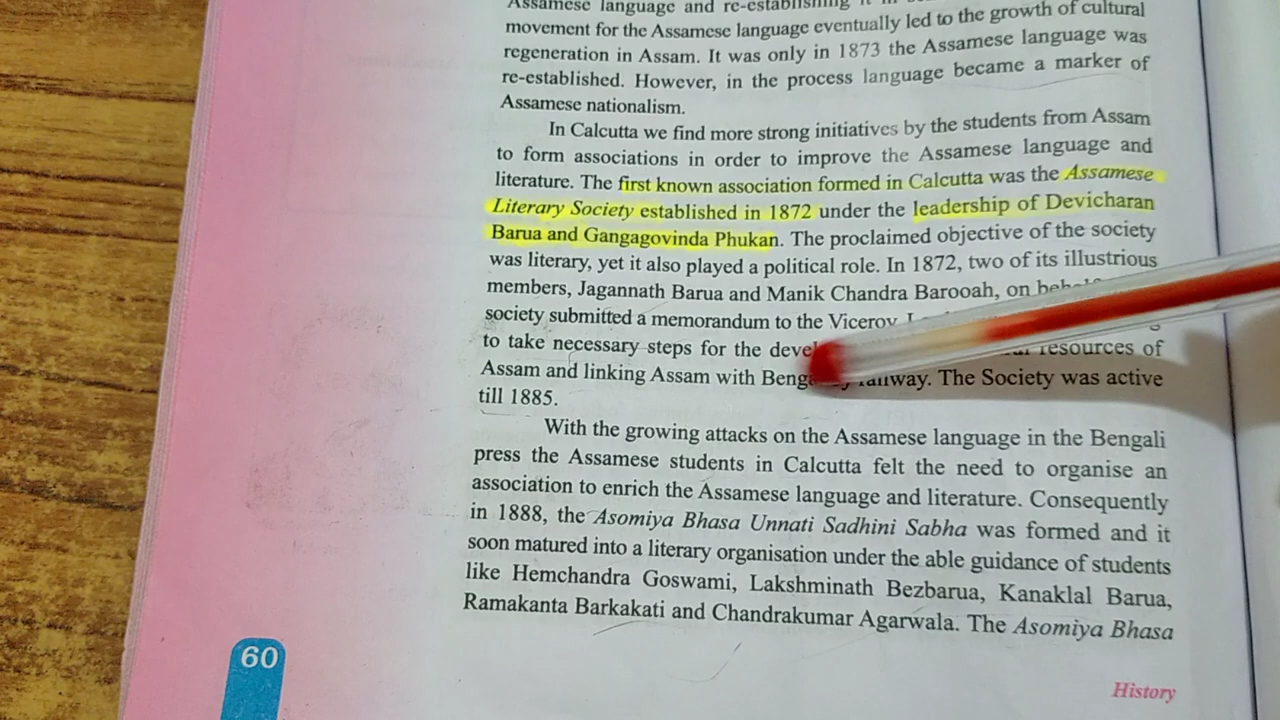 Assamese language and re-establishing it in
movement for the Assamese language eventually led to the growth of cultural
regeneration in Assam. It was only in 1873 the Assamese language was
re-established. However, in the process language became a marker of
Assamese nationalism.
In Calcutta we find more strong initiatives by the students from Assam
to form associations in order to improve the Assamese language and
literature. The first known association formed in Calcutta was the Assamese
Literary Society established in 1872 under the leadership of Devicharan
Barua and Gangagovinda Phukan. The proclaimed objective of the society
was literary, yet it also played a political role. In 1872, two of its illustrious
members, Jagannath Barua and Manik Chandra Barooah, on
society submitted a memorandum to the Viceroy
to take necessary steps for the resources of
Assam and linking Assam with railway. The Society was active
till 1885.
With the growing attacks on the Assamese language in the Bengali
press the Assamese students in Calcutta felt the need to organise an
association to enrich the Assamese language and literature. Consequently
in 1888, the Asomiya Bhasa Unnati Sadhini Sabha was formed and it
soon matured into a literary organisation under the able guidance of students
like Hemchandra Goswami, Lakshminath Bezbarua, Kanaklal Barua,
Ramakanta Barkakati and Chandrakumar Agarwala. The Asomiya Bhasa
60
History